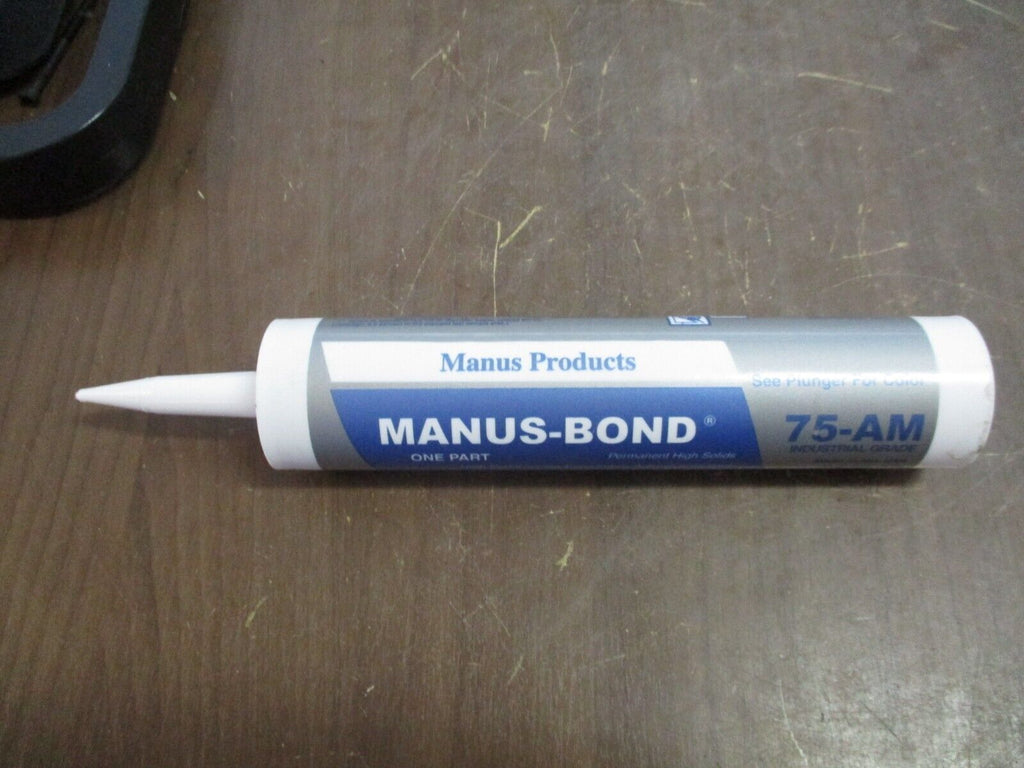 Manus Products
See Plunger For Color
MANUS-BOND®
75-AM
INDUSTRIAL GRADE
ONE PART
Permanent High Solids